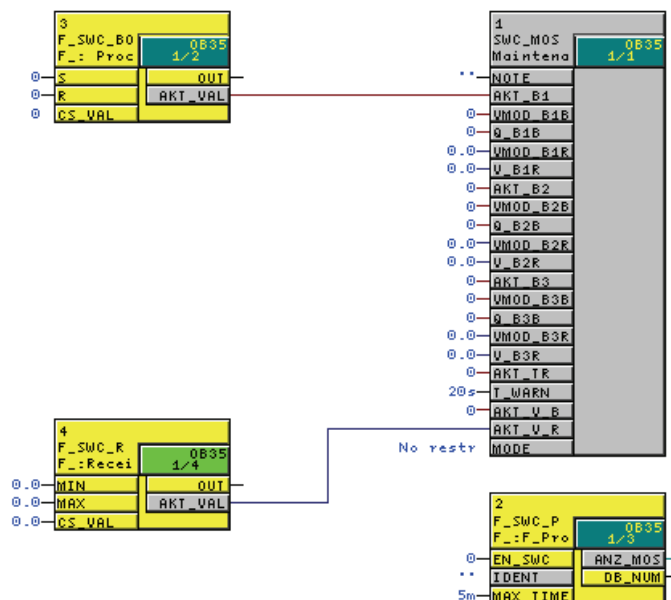 3
F_SWC_BO
F_: Proc
OB35
1/2
0 S OUT
0 R AKT_VAL
0 CS_VAL
1
SWC_MOS
Maintena
OB35
1/1
'' NOTE
AKT_B1
0 VMOD_B1B
0 Q_B1B
0.0 VMOD_B1R
0.0 V_B1R
0 AKT_B2
0 VMOD_B2B
0 Q_B2B
0.0 VMOD_B2R
0.0 V_B2R
0 AKT_B3
0 VMOD_B3B
0 Q_B3B
0.0 VMOD_B3R
0.0 V_B3R
0 AKT_TR
20s T_WARN
0 AKT_V_B
AKT_V_R
No restr MODE
4
F_SWC_R
F_:Recei
OB35
1/4
0.0 MIN OUT
0.0 MAX AKT_VAL
0.0 CS_VAL
2
F_SWC_P
F_:F_Pro
OB35
1/3
0 EN_SWC ANZ_MOS
'' IDENT DB_NUM
5m MAX_TIME